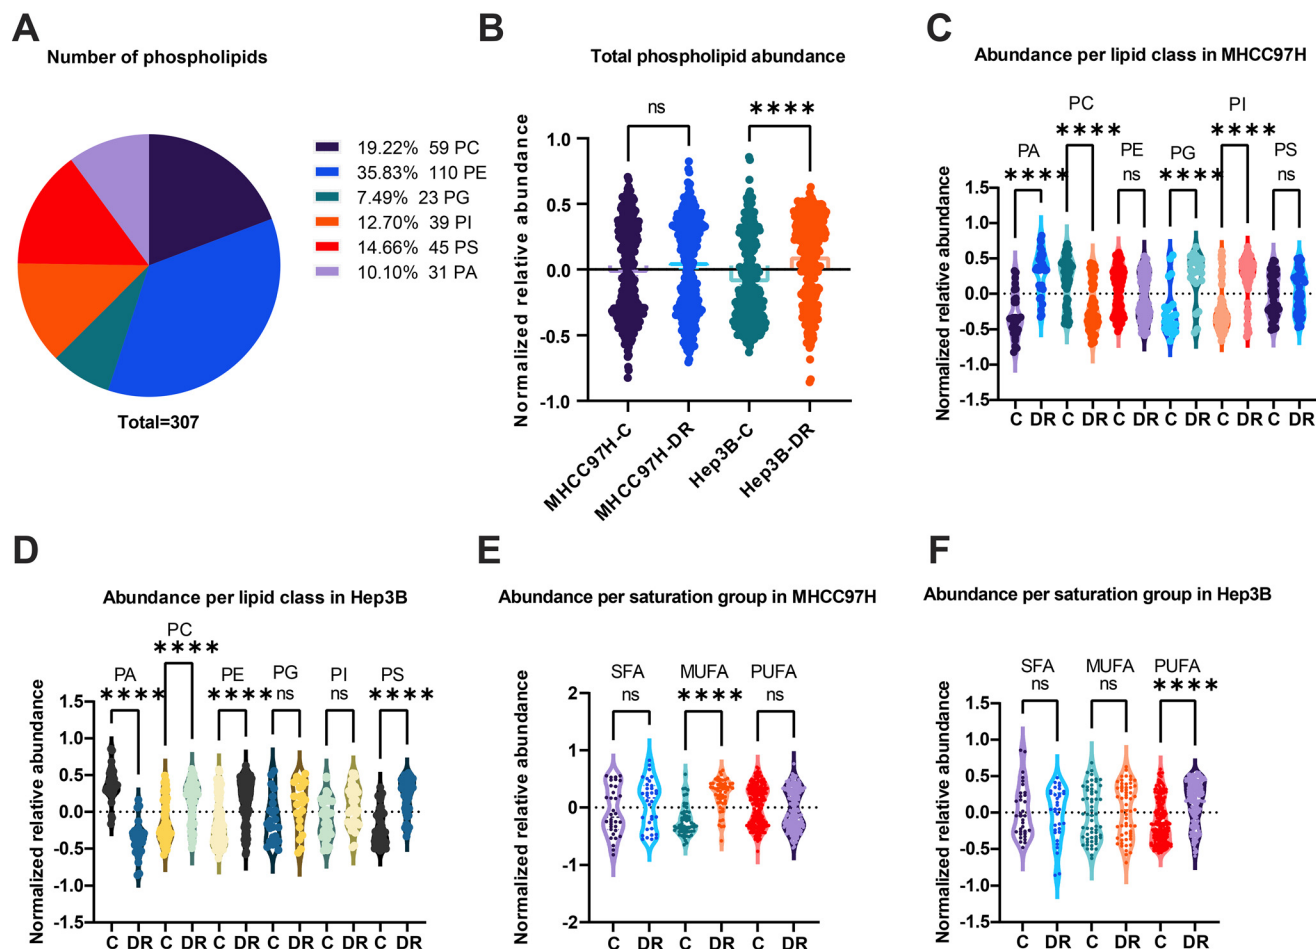 A
Number of phospholipids
19.22% 59 PC
35.83% 110 PE
7.49% 23 PG
12.70% 39 PI
14.66% 45 PS
10.10% 31 PA
Total=307
B
Total phospholipid abundance
ns
****
Normalized relative abundance
1.0
0.5
0.0
-0.5
-1.0
MHCC97H-C
MHCC97H-DR
Hep3B-C
Hep3B-DR
C
Abundance per lipid class in MHCC97H
PC
PI
****
****
PA
PE
PG
PS
****
ns
****
ns
Normalized relative abundance
1.5
1.0
0.5
0.0
-0.5
-1.0
-1.5
C DR C DR C DR C DR C DR C DR
D
Abundance per lipid class in Hep3B
PC
****
PA
PE
PG
PI
PS
****
****
ns
ns
****
Normalized relative abundance
1.5
1.0
0.5
0.0
-0.5
-1.0
-1.5
C DR C DR C DR C DR C DR C DR
E
Abundance per saturation group in MHCC97H
SFA
MUFA
PUFA
ns
****
ns
Normalized relative abundance
2
1
0
-1
-2
C DR C DR C DR
F
Abundance per saturation group in Hep3B
SFA
MUFA
PUFA
ns
ns
****
Normalized relative abundance
1.5
1.0
0.5
0.0
-0.5
-1.0
-1.5
C DR C DR C DR